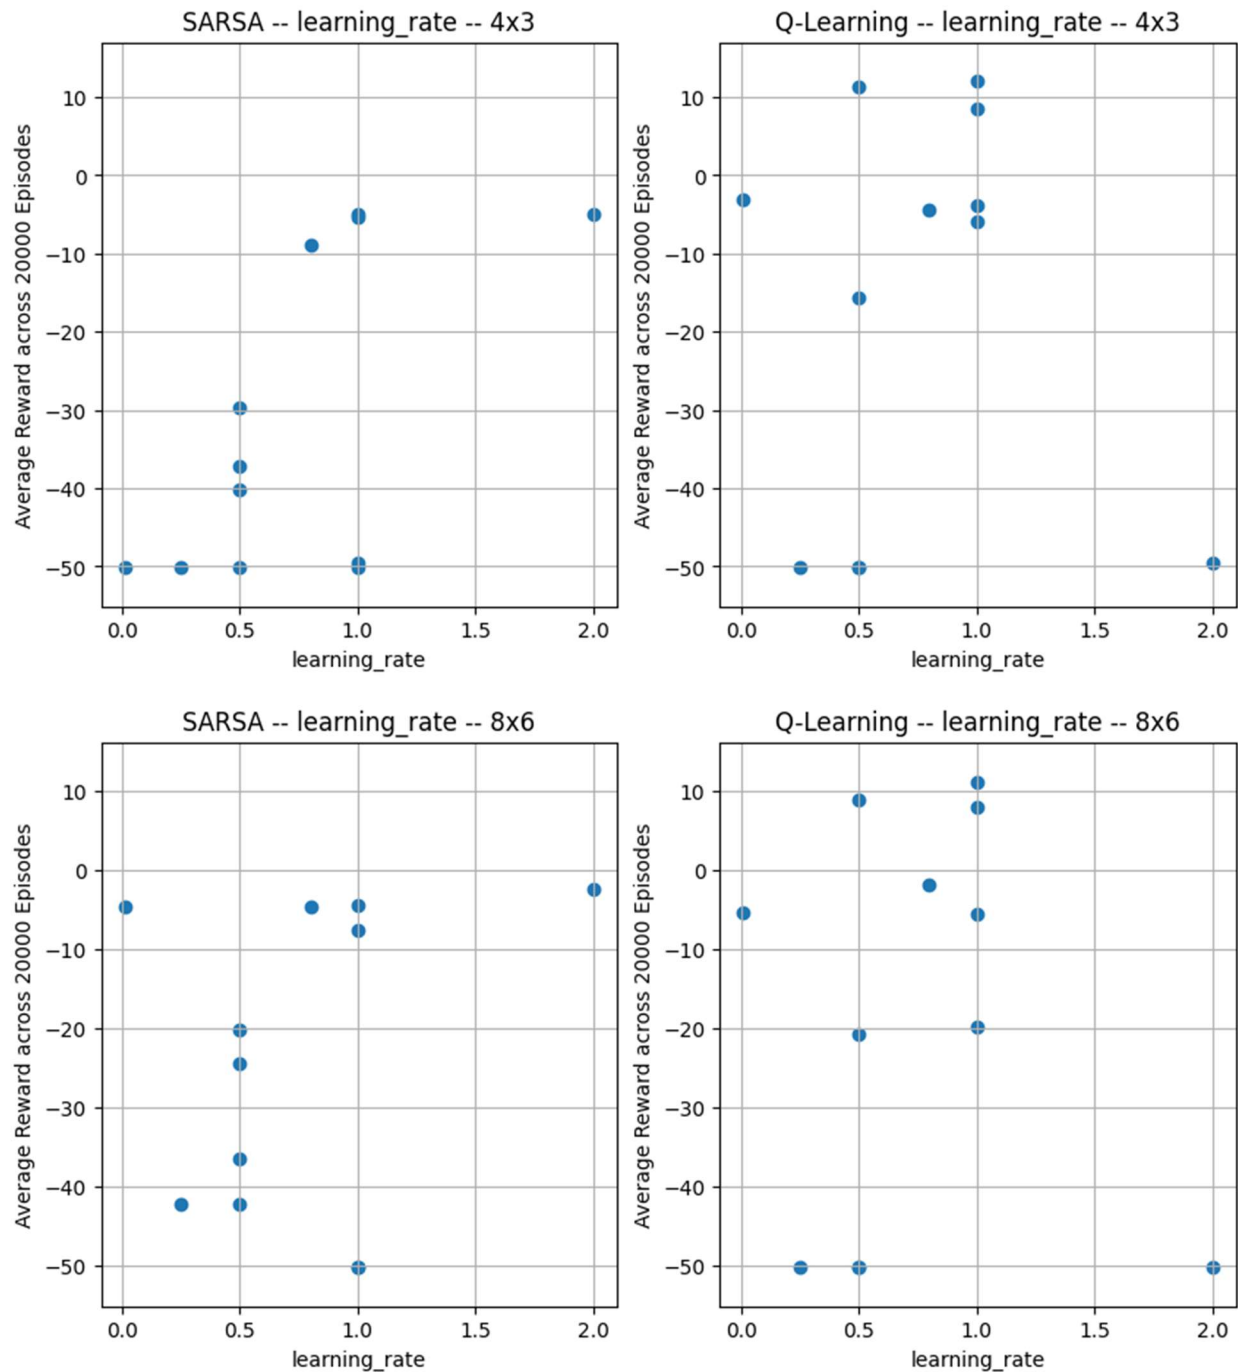 SARSA -- learning_rate -- 4x3
Average Reward across 20000 Episodes
10
0
−10
−20
−30
−40
−50
0.0 0.5 1.0 1.5 2.0
learning_rate
Q-Learning -- learning_rate -- 4x3
Average Reward across 20000 Episodes
10
0
−10
−20
−30
−40
−50
0.0 0.5 1.0 1.5 2.0
learning_rate
SARSA -- learning_rate -- 8x6
Average Reward across 20000 Episodes
10
0
−10
−20
−30
−40
−50
0.0 0.5 1.0 1.5 2.0
learning_rate
Q-Learning -- learning_rate -- 8x6
Average Reward across 20000 Episodes
10
0
−10
−20
−30
−40
−50
0.0 0.5 1.0 1.5 2.0
learning_rate